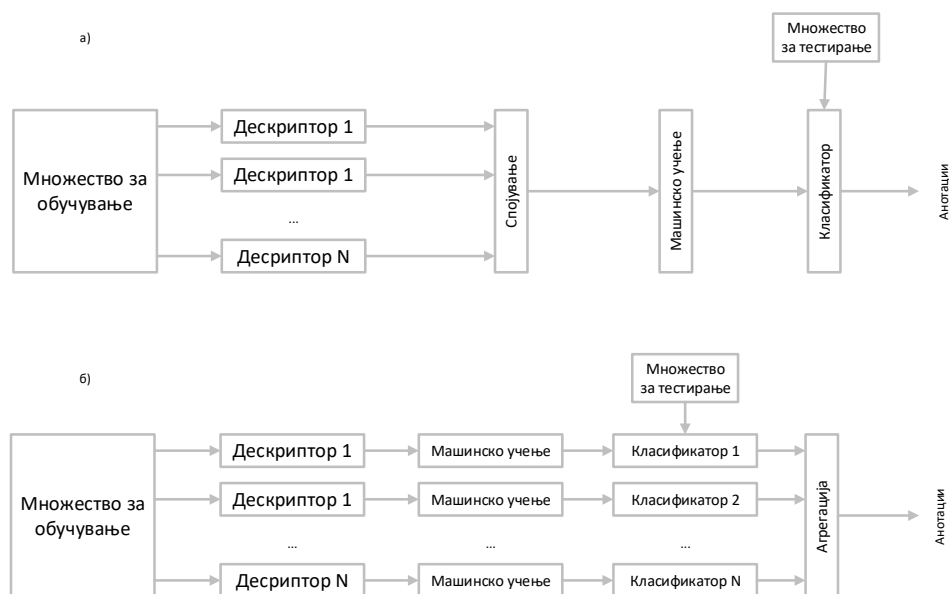 а)
Множество
за тестирање
Множество за
обучување
Дескриптор 1
Дескриптор 1
...
Десриптор N
Спојување
Машинско учење
Класификатор
Анотации
б)
Множество
за тестирање
Множество за
обучување
Дескриптор 1
Машинско учење
Класификатор 1
Дескриптор 1
Машинско учење
Класификатор 2
...
...
...
Десриптор N
Машинско учење
Класификатор N
Агрегација
Анотации